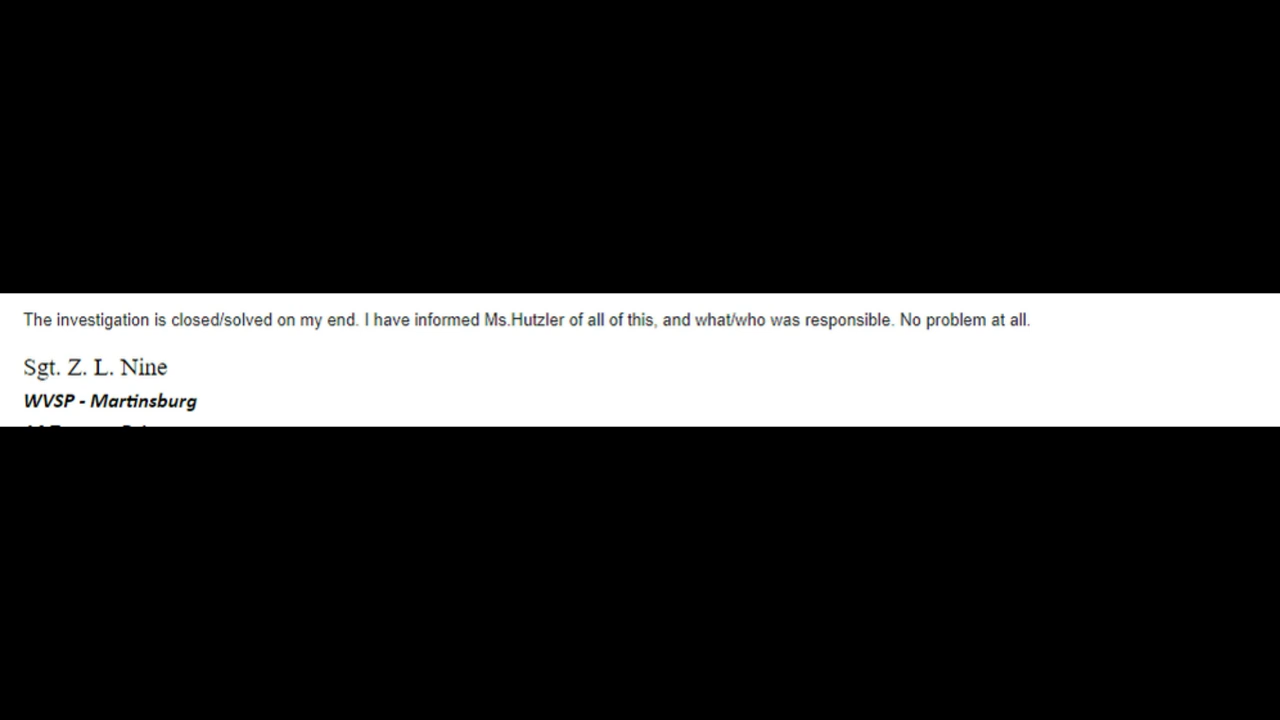 The investigation is closed/solved on my end. I have informed Ms.Hutzler of all of this, and what/who was responsible. No problem at all.
Sgt. Z. L. Nine
WVSP - Martinsburg